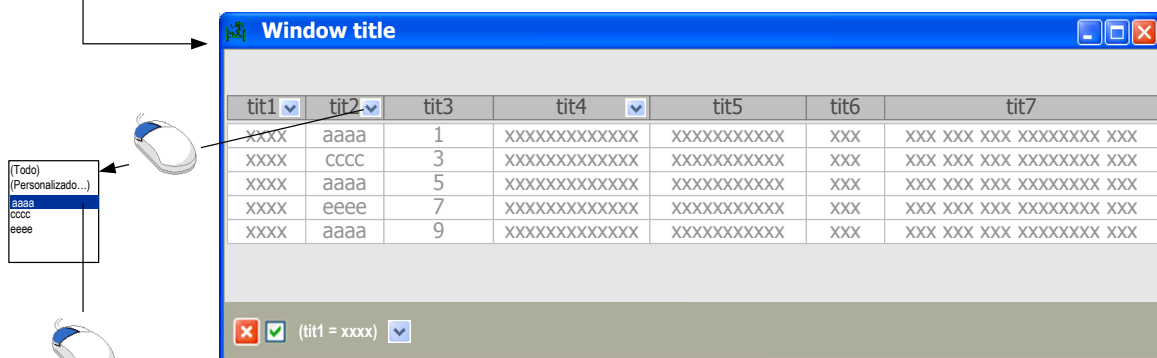 Window title
tit1 tit2 tit3 tit4 tit5 tit6 tit7
xxxx aaaa 1 xxxxxxxxxxxxx xxxxxxxxxxx xxx xxx xxx xxx xxxxxxxx xxx
xxxx cccc 3 xxxxxxxxxxxxx xxxxxxxxxxx xxx xxx xxx xxx xxxxxxxx xxx
xxxx aaaa 5 xxxxxxxxxxxxx xxxxxxxxxxx xxx xxx xxx xxx xxxxxxxx xxx
xxxx eeee 7 xxxxxxxxxxxxx xxxxxxxxxxx xxx xxx xxx xxx xxxxxxxx xxx
xxxx aaaa 9 xxxxxxxxxxxxx xxxxxxxxxxx xxx xxx xxx xxx xxxxxxxx xxx
(Todo)
(Personalizado...)
aaaa
cccc
eeee
(tit1 = xxxx)